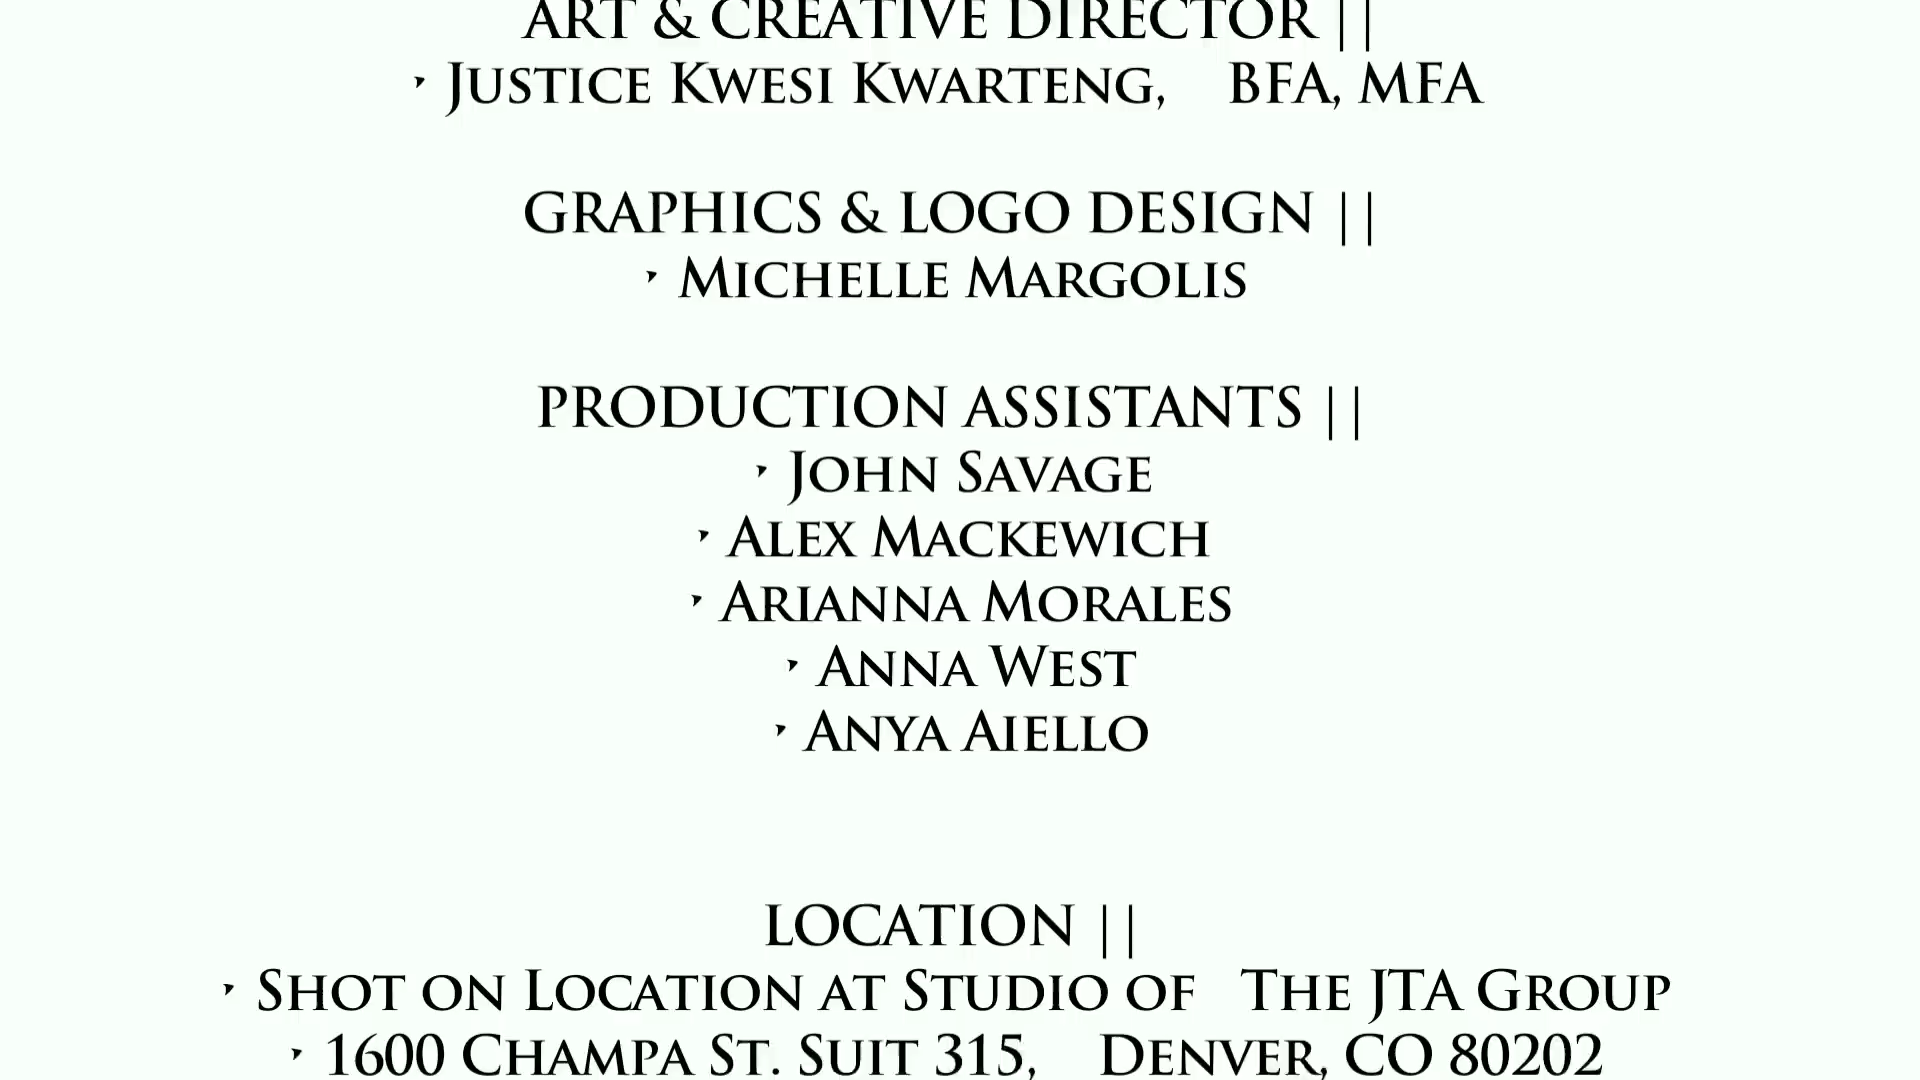 ART & CREATIVE DIRECTOR ||
‣ Justice Kwesi Kwarteng, BFA, MFA
GRAPHICS & LOGO DESIGN ||
‣ Michelle Margolis
PRODUCTION ASSISTANTS ||
‣ John Savage
‣ Alex Mackewich
‣ Arianna Morales
‣ Anna West
‣ Anya Aiello
LOCATION ||
‣ Shot on Location at Studio of The JTA Group
‣ 1600 Champa St. Suit 315, Denver, CO 80202